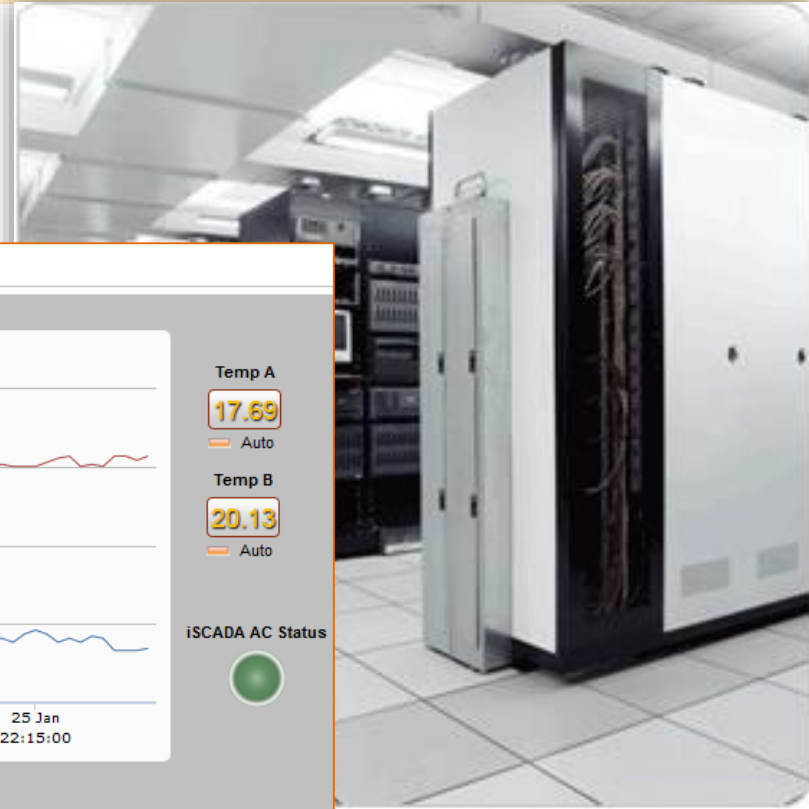 Temp A
17.69
Auto
Temp B
20.13
Auto
iSCADA AC Status
25 Jan
22:15:00